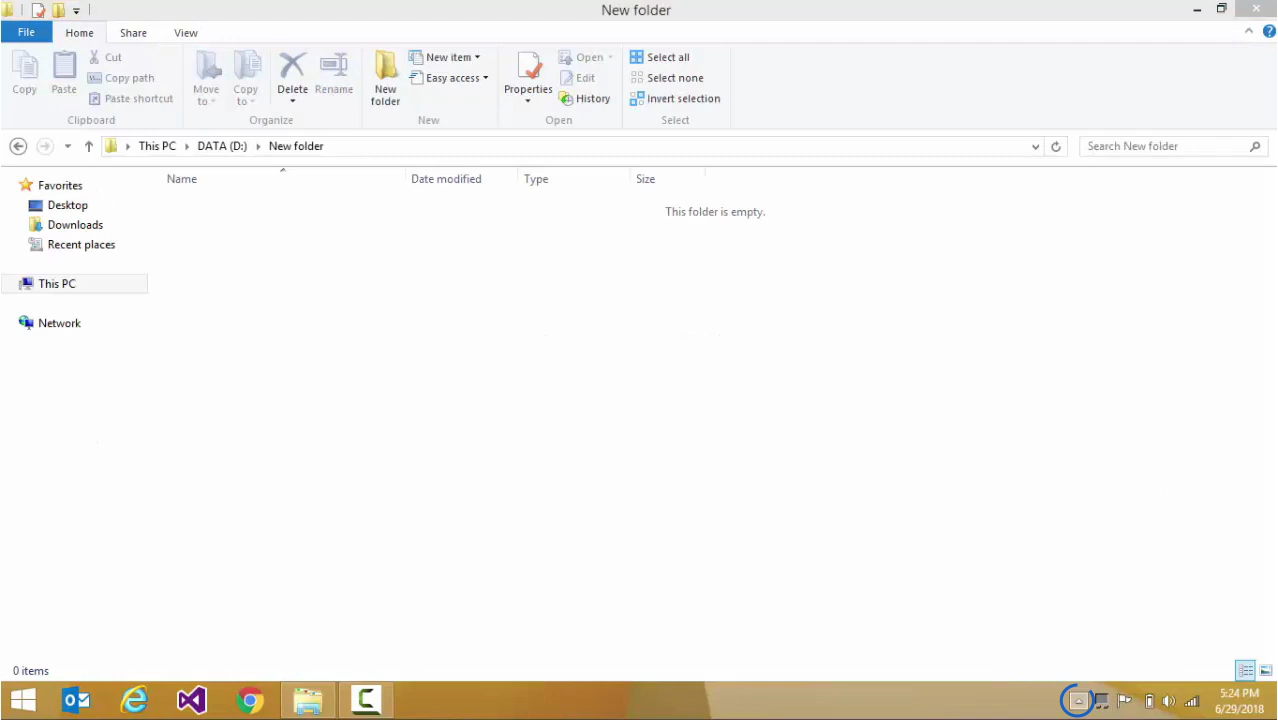 New folder
File Home Share View
Copy Paste Cut Copy path Paste shortcut Clipboard
Move to Copy to Delete Rename Organize
New folder New item Easy access New
Properties Open Edit History Open
Select all Select none Invert selection Select
This PC DATA (D:) New folder Search New folder
Name Date modified Type Size
This folder is empty.
Favorites
Desktop
Downloads
Recent places
This PC
Network
0 items
5:24 PM
6/29/2018